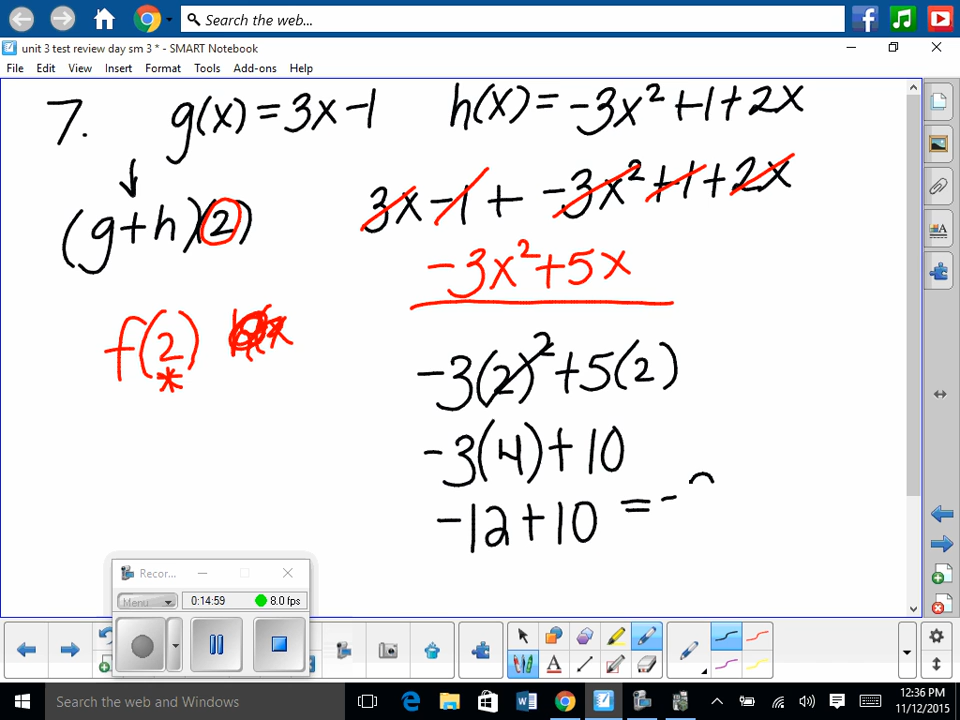 Search the web...
unit 3 test review day sm 3 * - SMART Notebook
File Edit View Insert Format Tools Add-ons Help
7. g(x) = 3x - 1 h(x) = -3x² + 1 + 2x
3x - 1 + -3x² + 1 + 2x
(g + h)(2)
-3x² + 5x
f(2)
*
-3(2)² + 5(2)
-3(4) + 10
-12 + 10 = -
Recor...
Menu 0:14:59 8.0 fps
Search the web and Windows
12:36 PM
11/12/2015